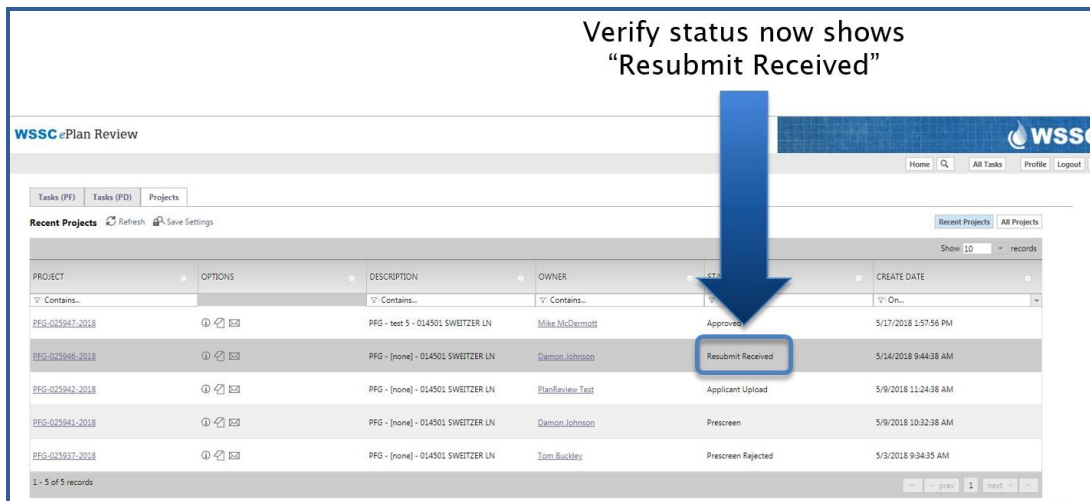 Verify status now shows
“Resubmit Received”
WSSC ePlan Review
WSSC
Home All Tasks Profile Logout
Tasks (PF) Tasks (PD) Projects
Recent Projects Refresh Save Settings Recent Projects All Projects
Show 10 records
PROJECT OPTIONS DESCRIPTION OWNER CREATE DATE
Contains... Contains... Contains... On...
PFG-025947-2018 PFG - test 5 - 014501 SWEITZER LN Mike McDermott Approved 5/17/2018 1:57:56 PM
PFG-025946-2018 PFG - [none] - 014501 SWEITZER LN Damon Johnson Resubmit Received 5/14/2018 9:44:38 AM
PFG-025942-2018 PFG - [none] - 014501 SWEITZER LN PlanReview Test Applicant Upload 5/9/2018 11:24:38 AM
PFG-025941-2018 PFG - [none] - 014501 SWEITZER LN Damon Johnson Prescreen 5/9/2018 10:32:38 AM
PFG-025937-2018 PFG - [none] - 014501 SWEITZER LN Tom Buckley Prescreen Rejected 5/3/2018 9:34:35 AM
1 - 5 of 5 records prev 1 next